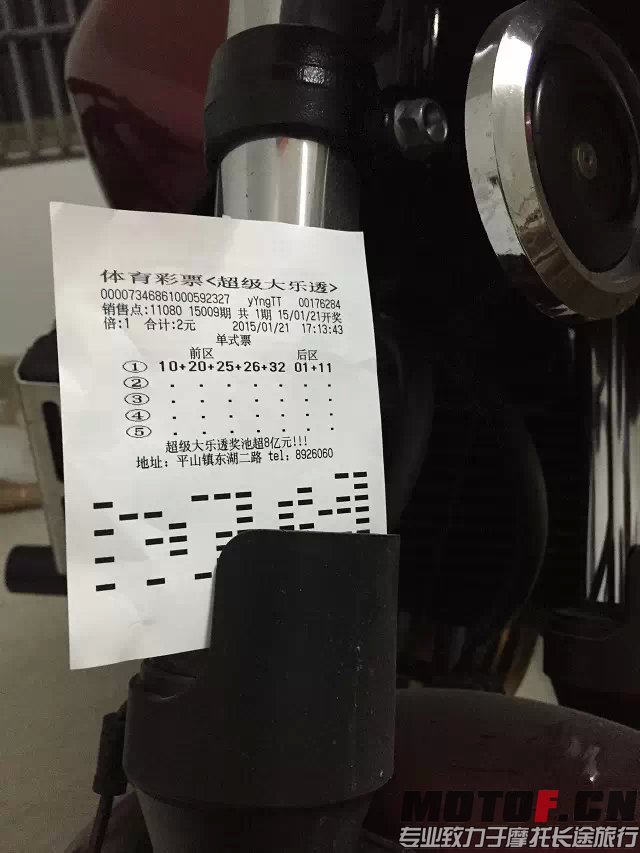 体育彩票<超级大乐透>
00007346861000592327 yYngTT 00176284
销售点:11080 15009期 共 1期 15/01/21开奖
倍:1 合计:2元 2015/01/21 17:13:43
单式票
前区 后区
① 10+20+25+26+32 01+11
② . . . . . . .
③ . . . . . . .
④ . . . . . . .
⑤ . . . . . . .
超级大乐透奖池超8亿元!!!
地址: 平山镇东湖二路 tel: 8926060
MOTOF.CN
专业致力于摩托长途旅行